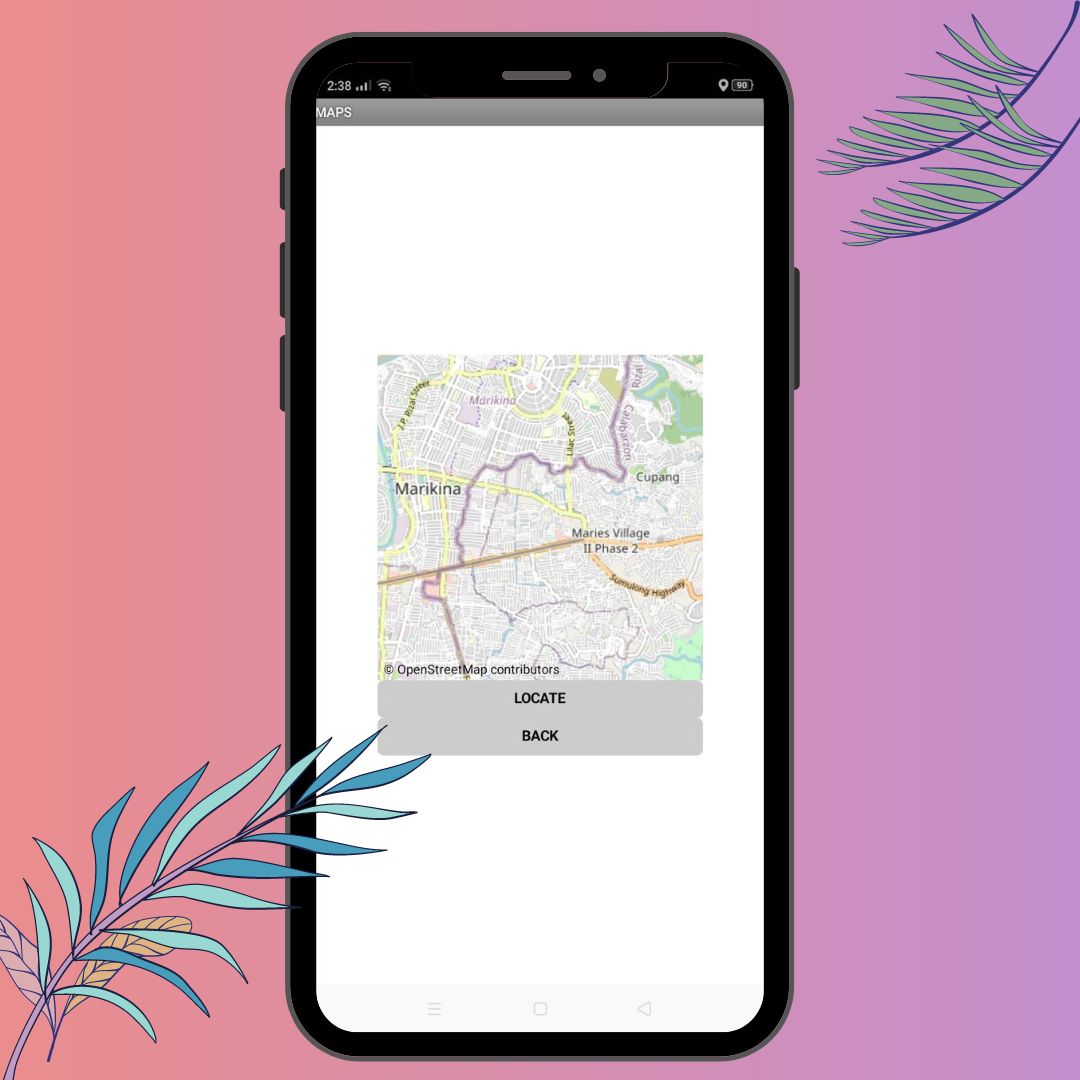 2:38
90
MAPS
J.P. Rizal Street
Marikina
Lilac Street
Rizal
Calabarzon
Cupang
Marikina
Maries Village
II Phase 2
Sumulong Highway
© OpenStreetMap contributors
LOCATE
BACK